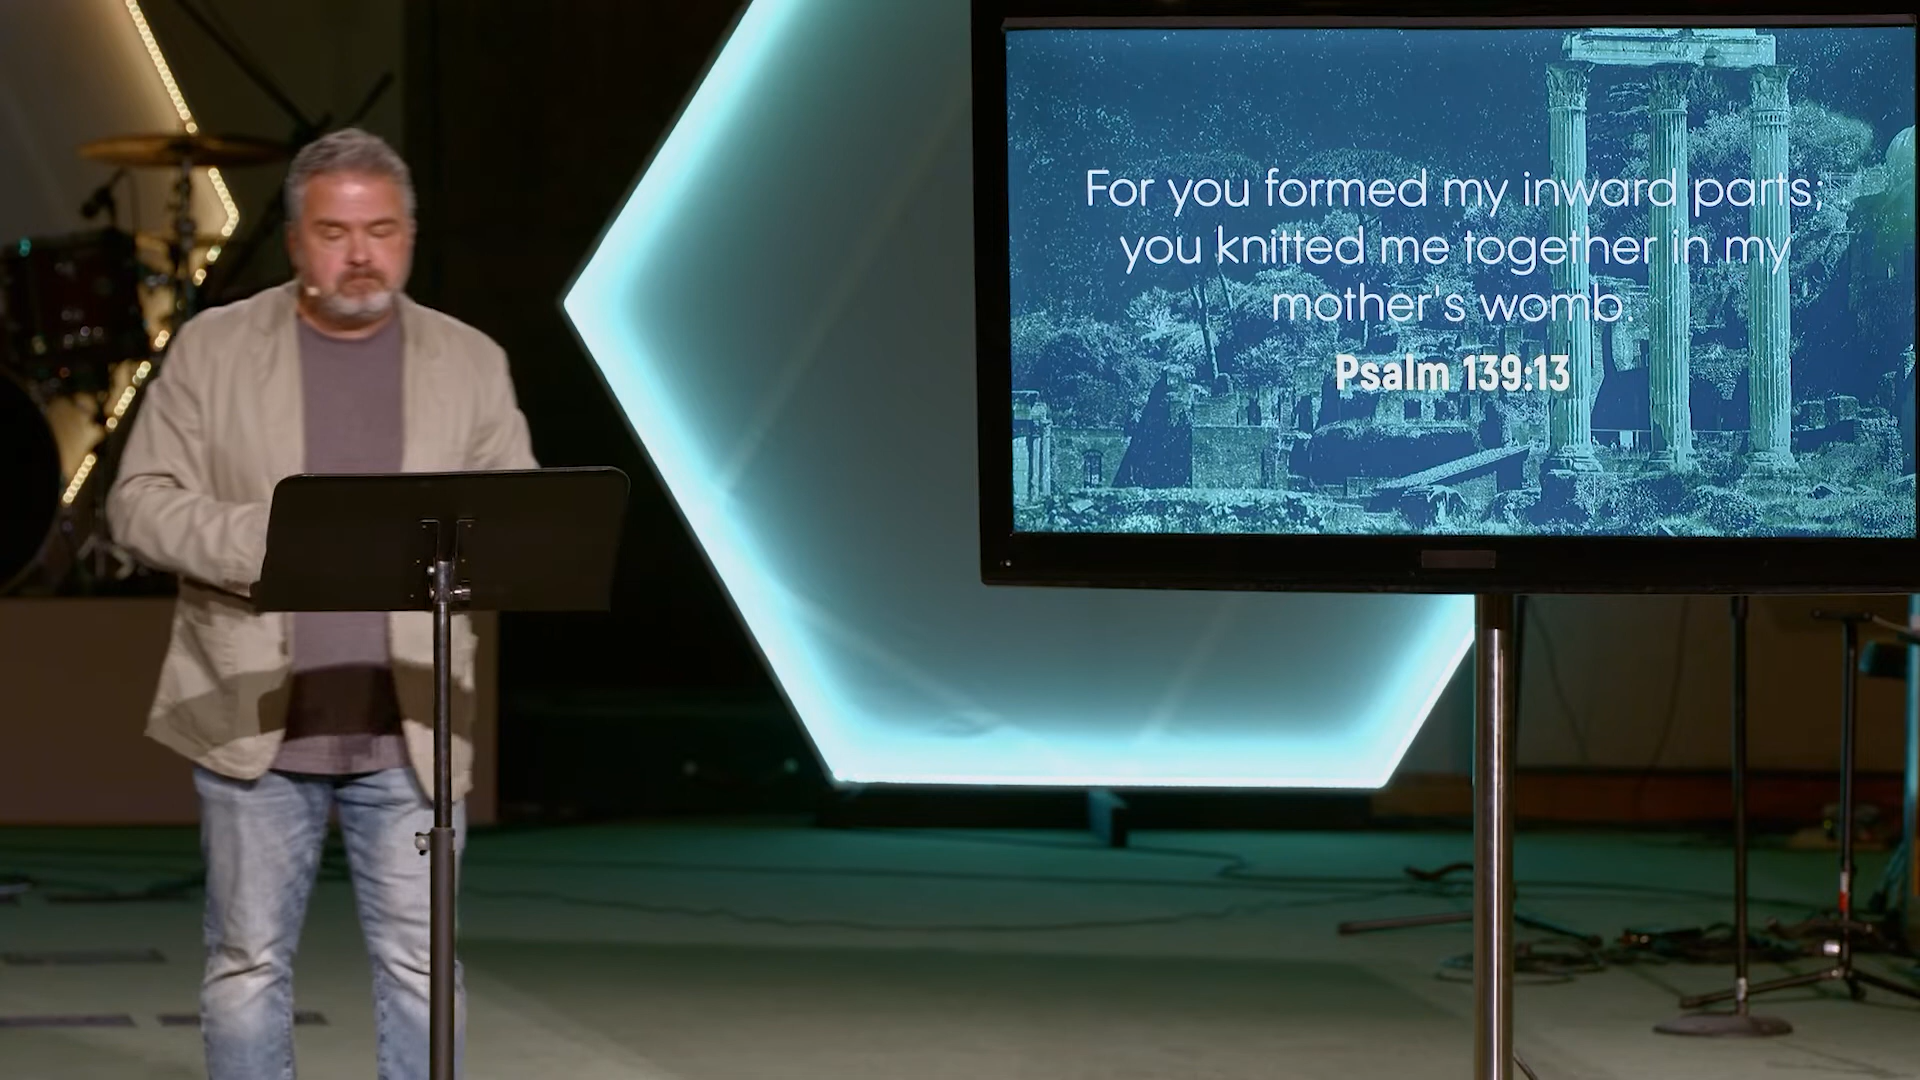 For you formed my inward parts;
you knitted me together in my
mother's womb.
Psalm 139:13